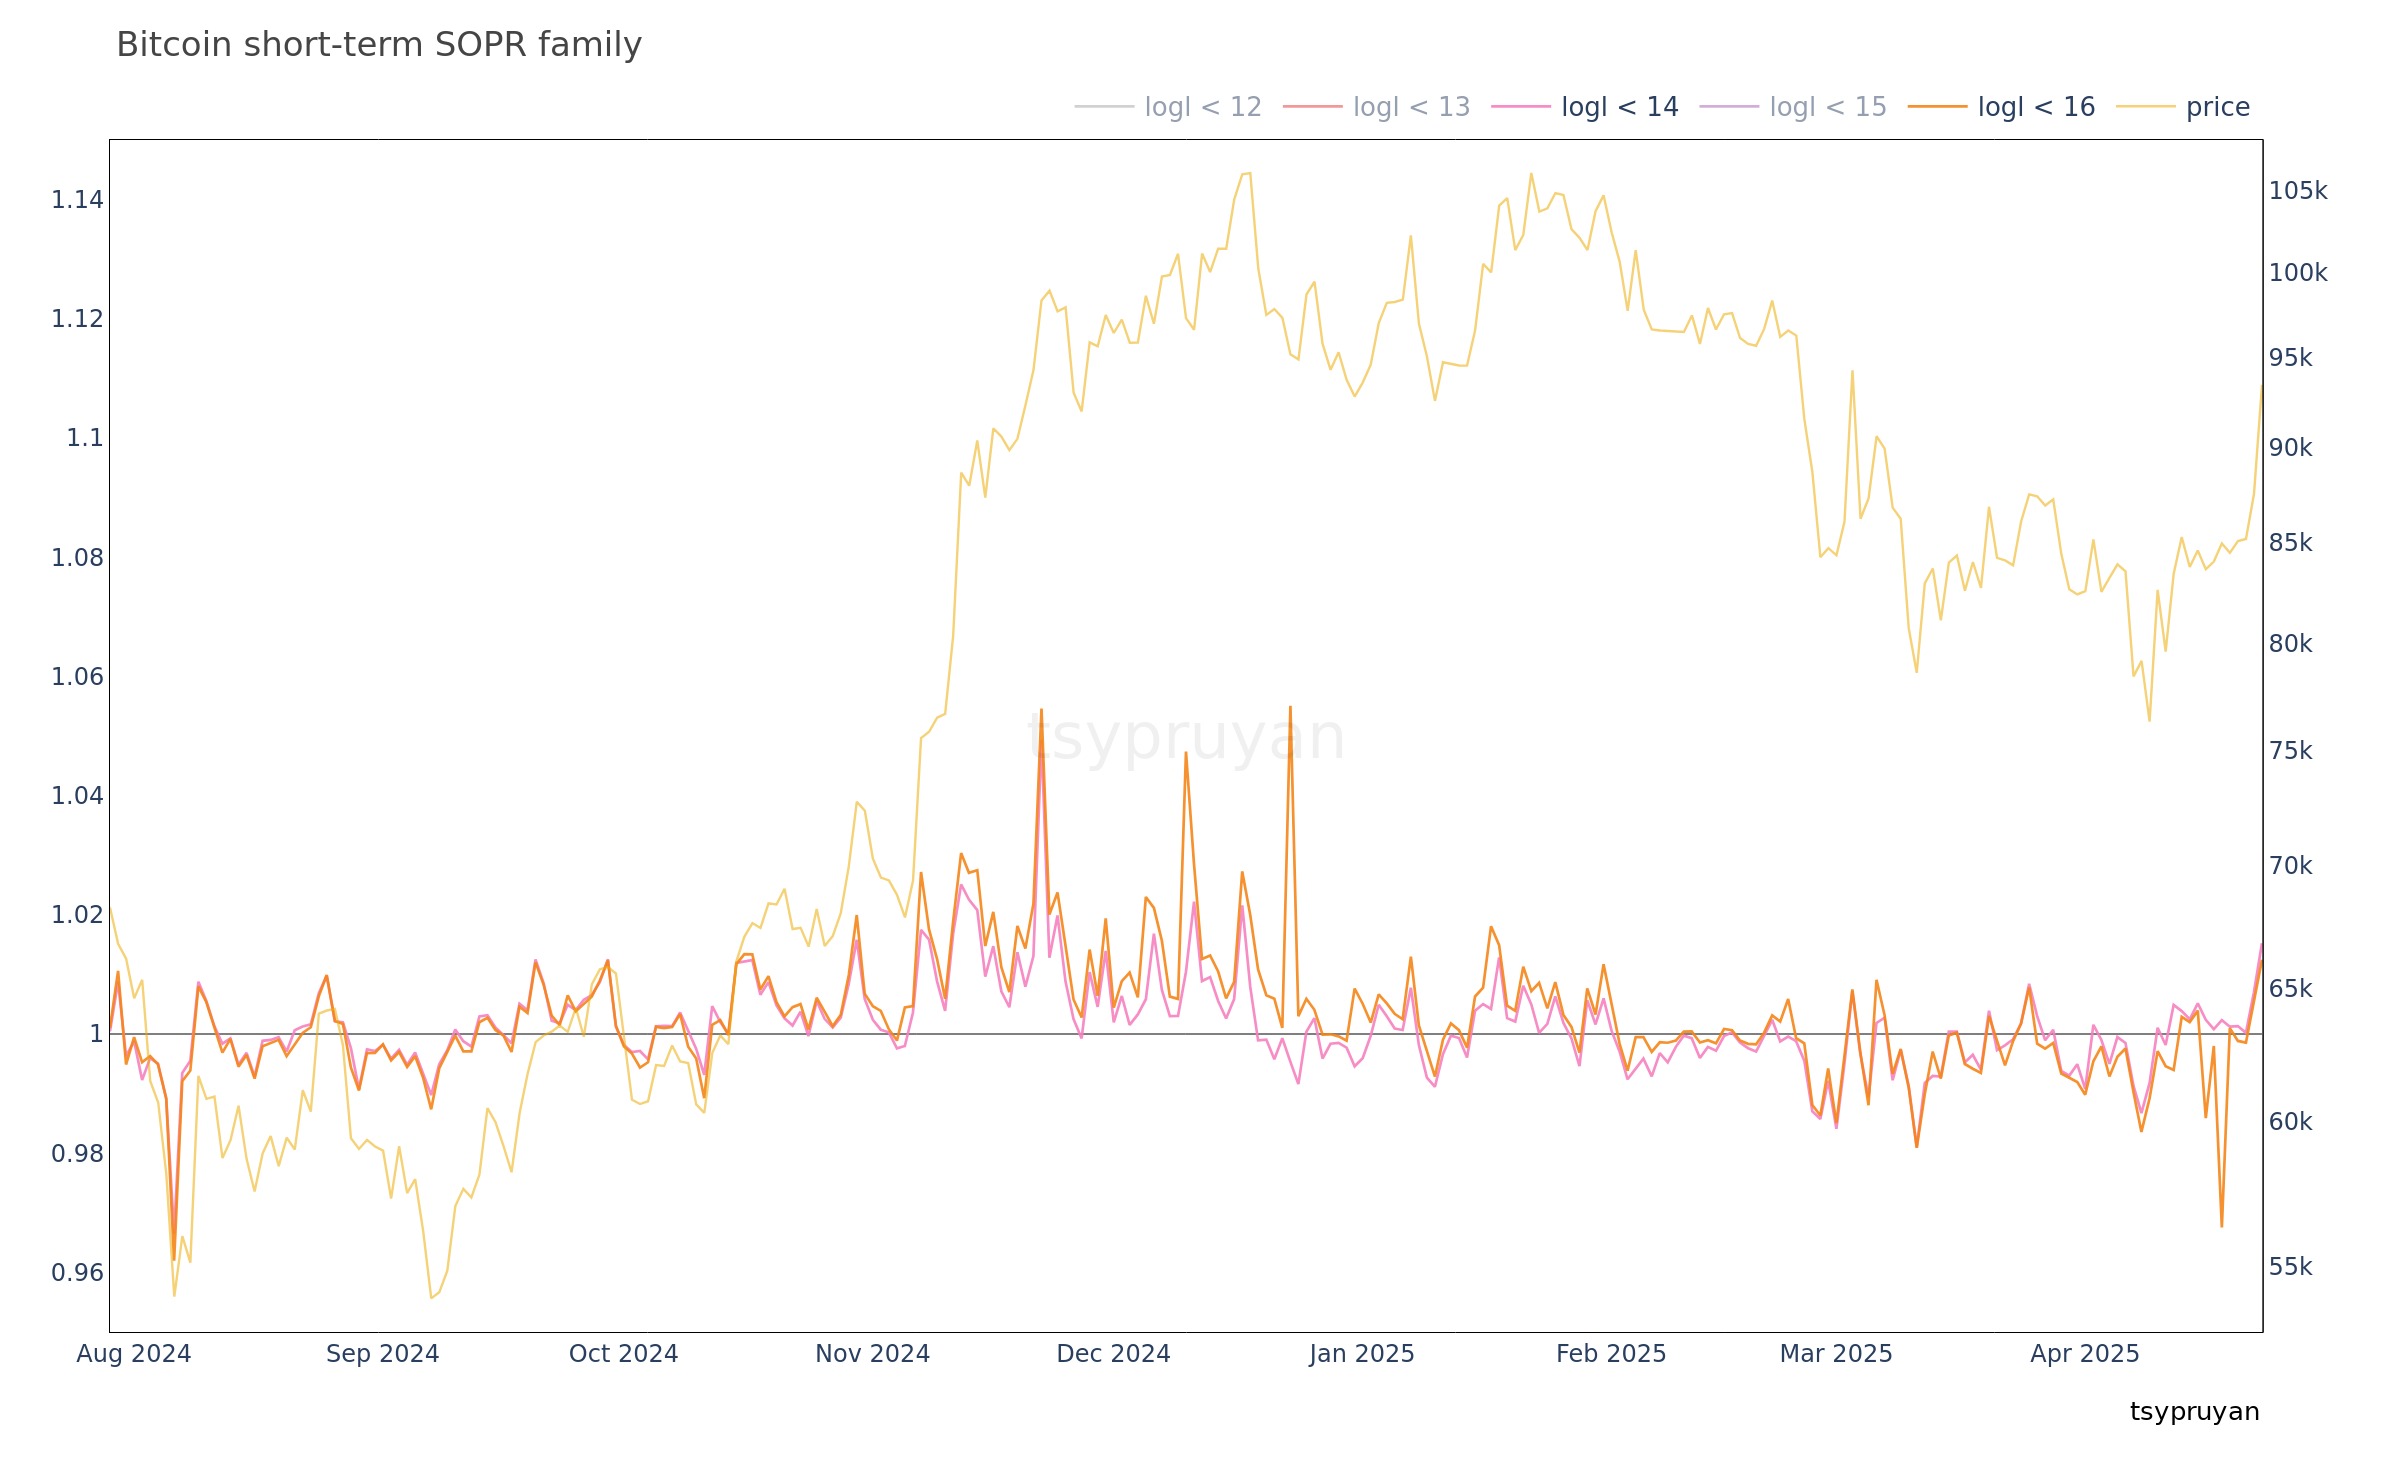 Bitcoin short-term SOPR family
logl < 12 logl < 13 logl < 14 logl < 15 logl < 16 price
1.14
1.12
1.1
1.08
1.06
1.04
1.02
1
0.98
0.96
105k
100k
95k
90k
85k
80k
75k
70k
65k
60k
55k
tsypruyan
Aug 2024 Sep 2024 Oct 2024 Nov 2024 Dec 2024 Jan 2025 Feb 2025 Mar 2025 Apr 2025
tsypruyan